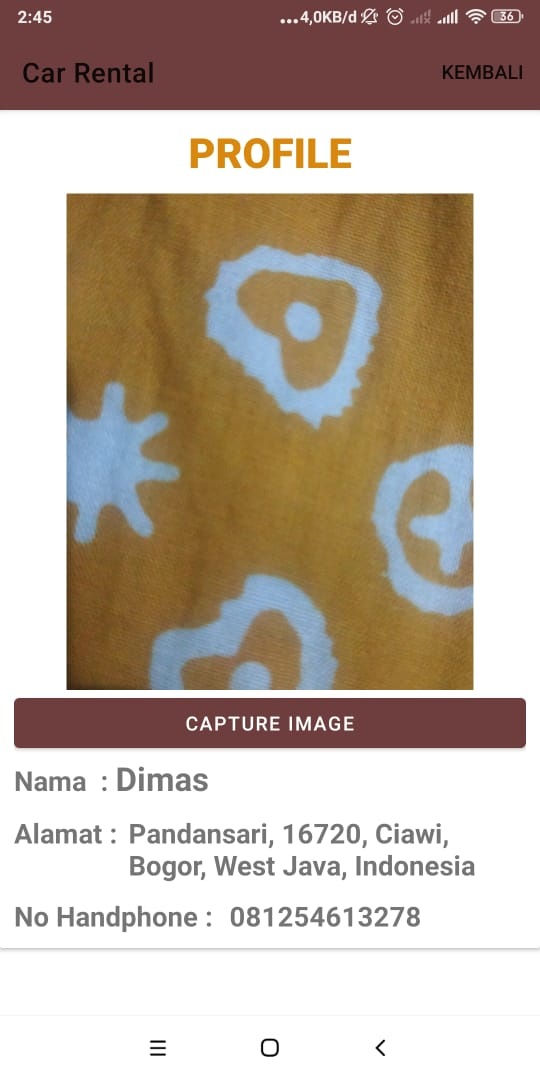 2:45 ...4,0KB/d 36
Car Rental KEMBALI
PROFILE
CAPTURE IMAGE
Nama : Dimas
Alamat : Pandansari, 16720, Ciawi,
Bogor, West Java, Indonesia
No Handphone : 081254613278